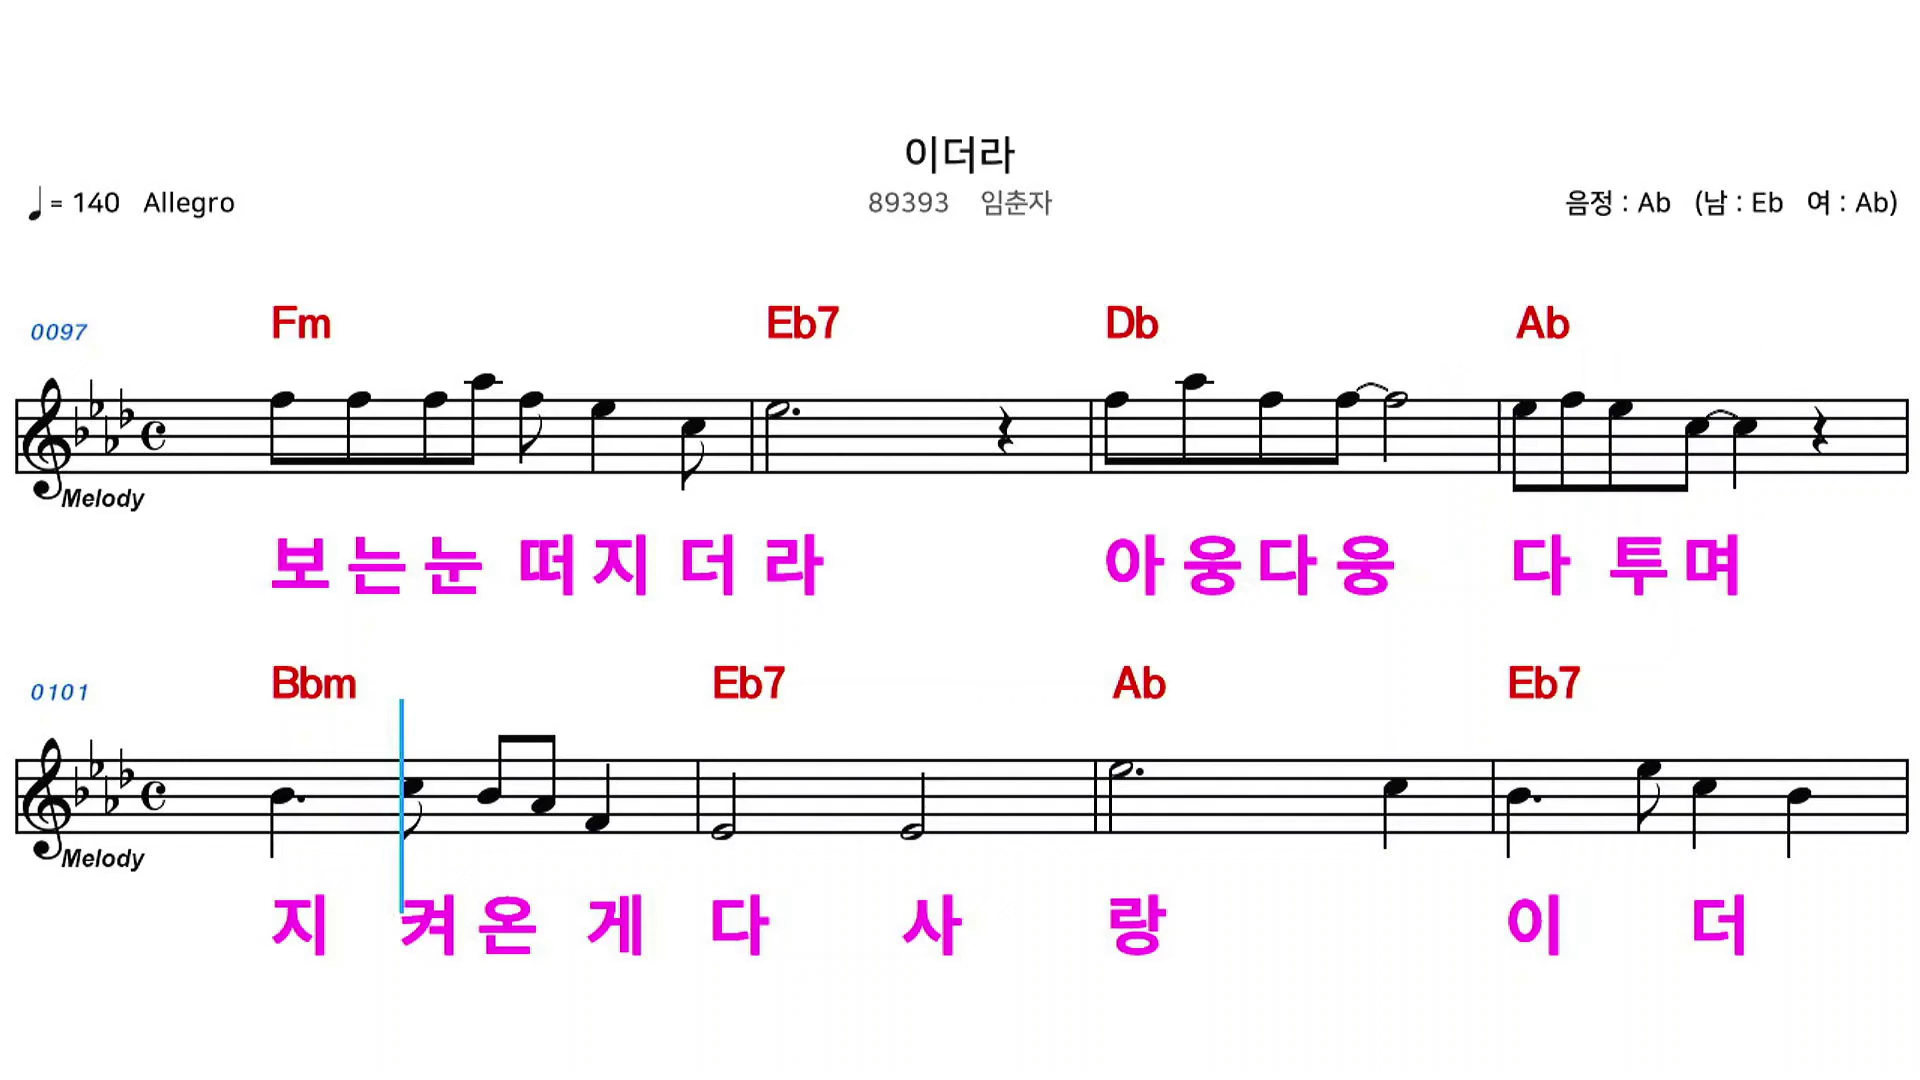 이더라
♩= 140 Allegro 89393 임춘자 음정 : Ab (남 : Eb 여 : Ab)
0097 Fm Eb7 Db Ab
Melody
보는눈 떠지 더 라 아웅다웅 다 투며
0101 Bbm Eb7 Ab Eb7
Melody
지 켜온 게 다 사 랑 이 더